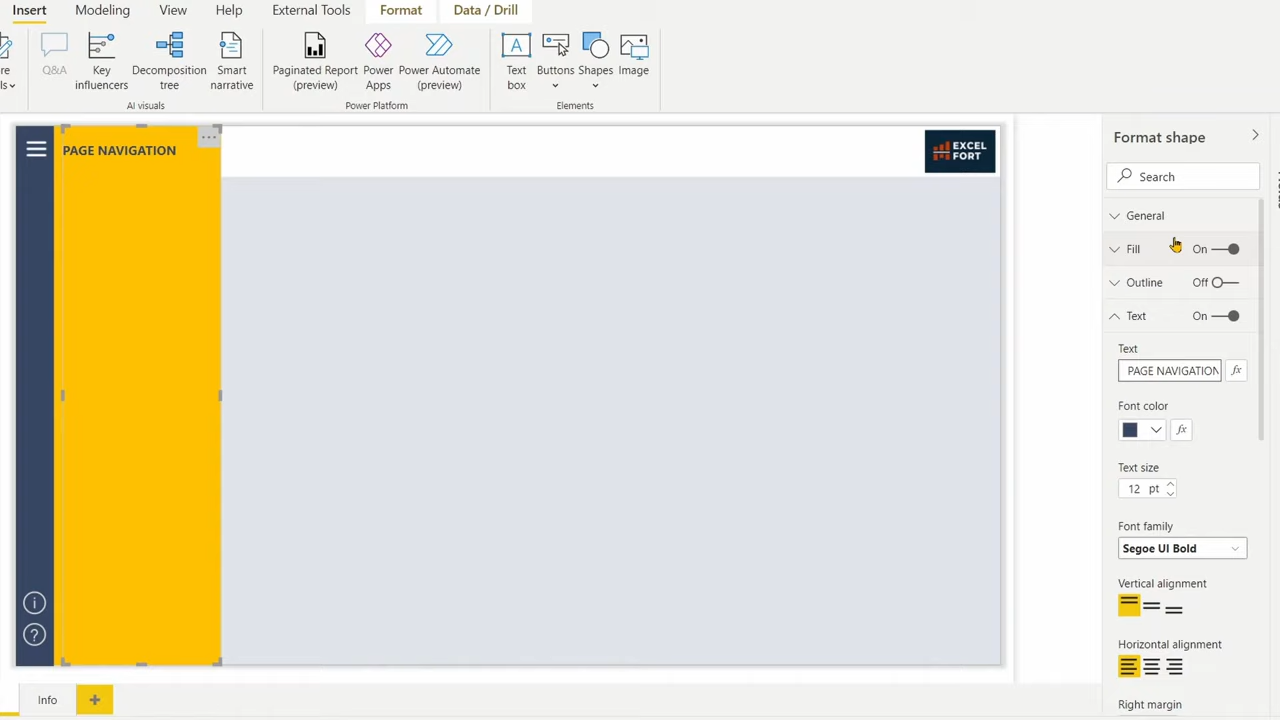 Insert
Modeling
View
Help
External Tools
Format
Data / Drill
Q&A
Key
influencers
Decomposition
tree
Smart
narrative
Paginated Report
(preview)
Power
Apps
Power Automate
(preview)
Text
box
Buttons
Shapes
Image
AI visuals
Power Platform
Elements
PAGE NAVIGATION
EXCEL
FORT
Format shape
Search
General
Fill On
Outline Off
Text On
Text
PAGE NAVIGATION fx
Font color
fx
Text size
12 pt
Font family
Segoe UI Bold
Vertical alignment
Horizontal alignment
Right margin
i
?
Info
+